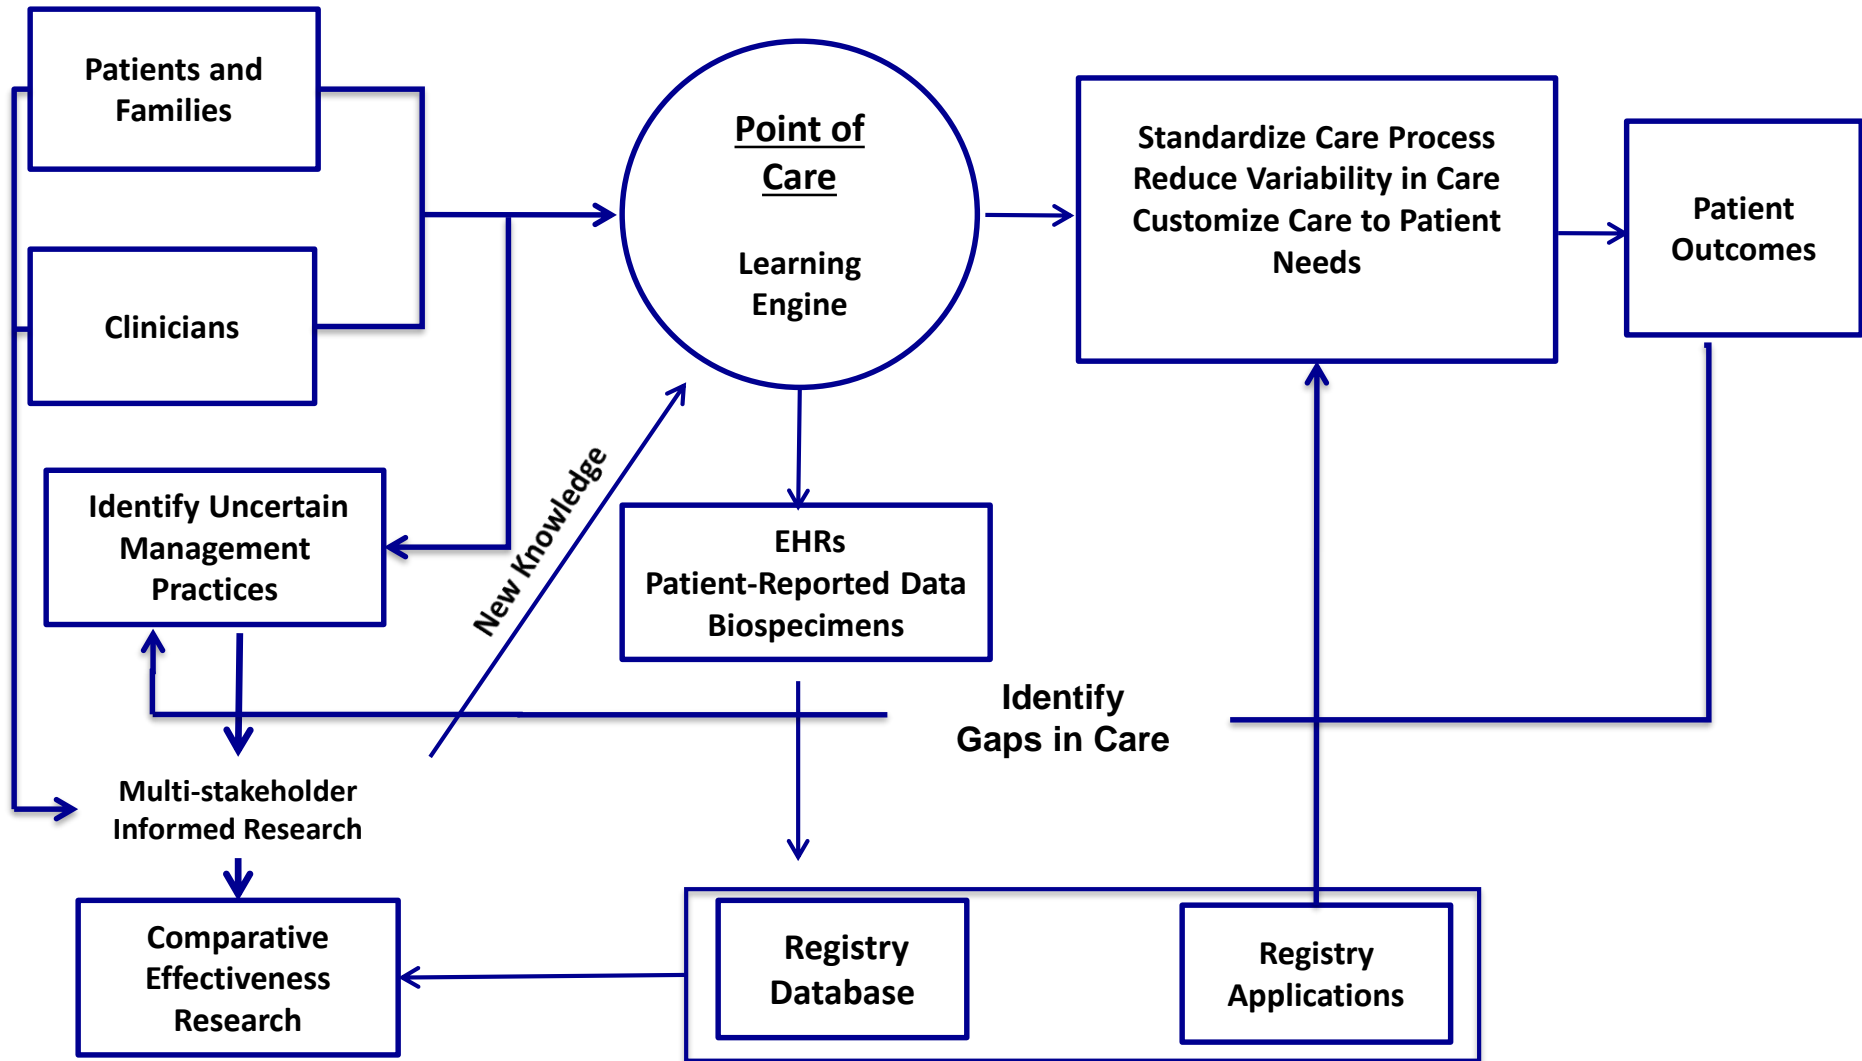 Patients and
Families
Clinicians
Point of
Care
Learning
Engine
Standardize Care Process
Reduce Variability in Care
Customize Care to Patient
Needs
Patient
Outcomes
Identify Uncertain
Management
Practices
New Knowledge
EHRs
Patient-Reported Data
Biospecimens
Identify
Gaps in Care
Multi-stakeholder
Informed Research
Comparative
Effectiveness
Research
Registry
Database
Registry
Applications